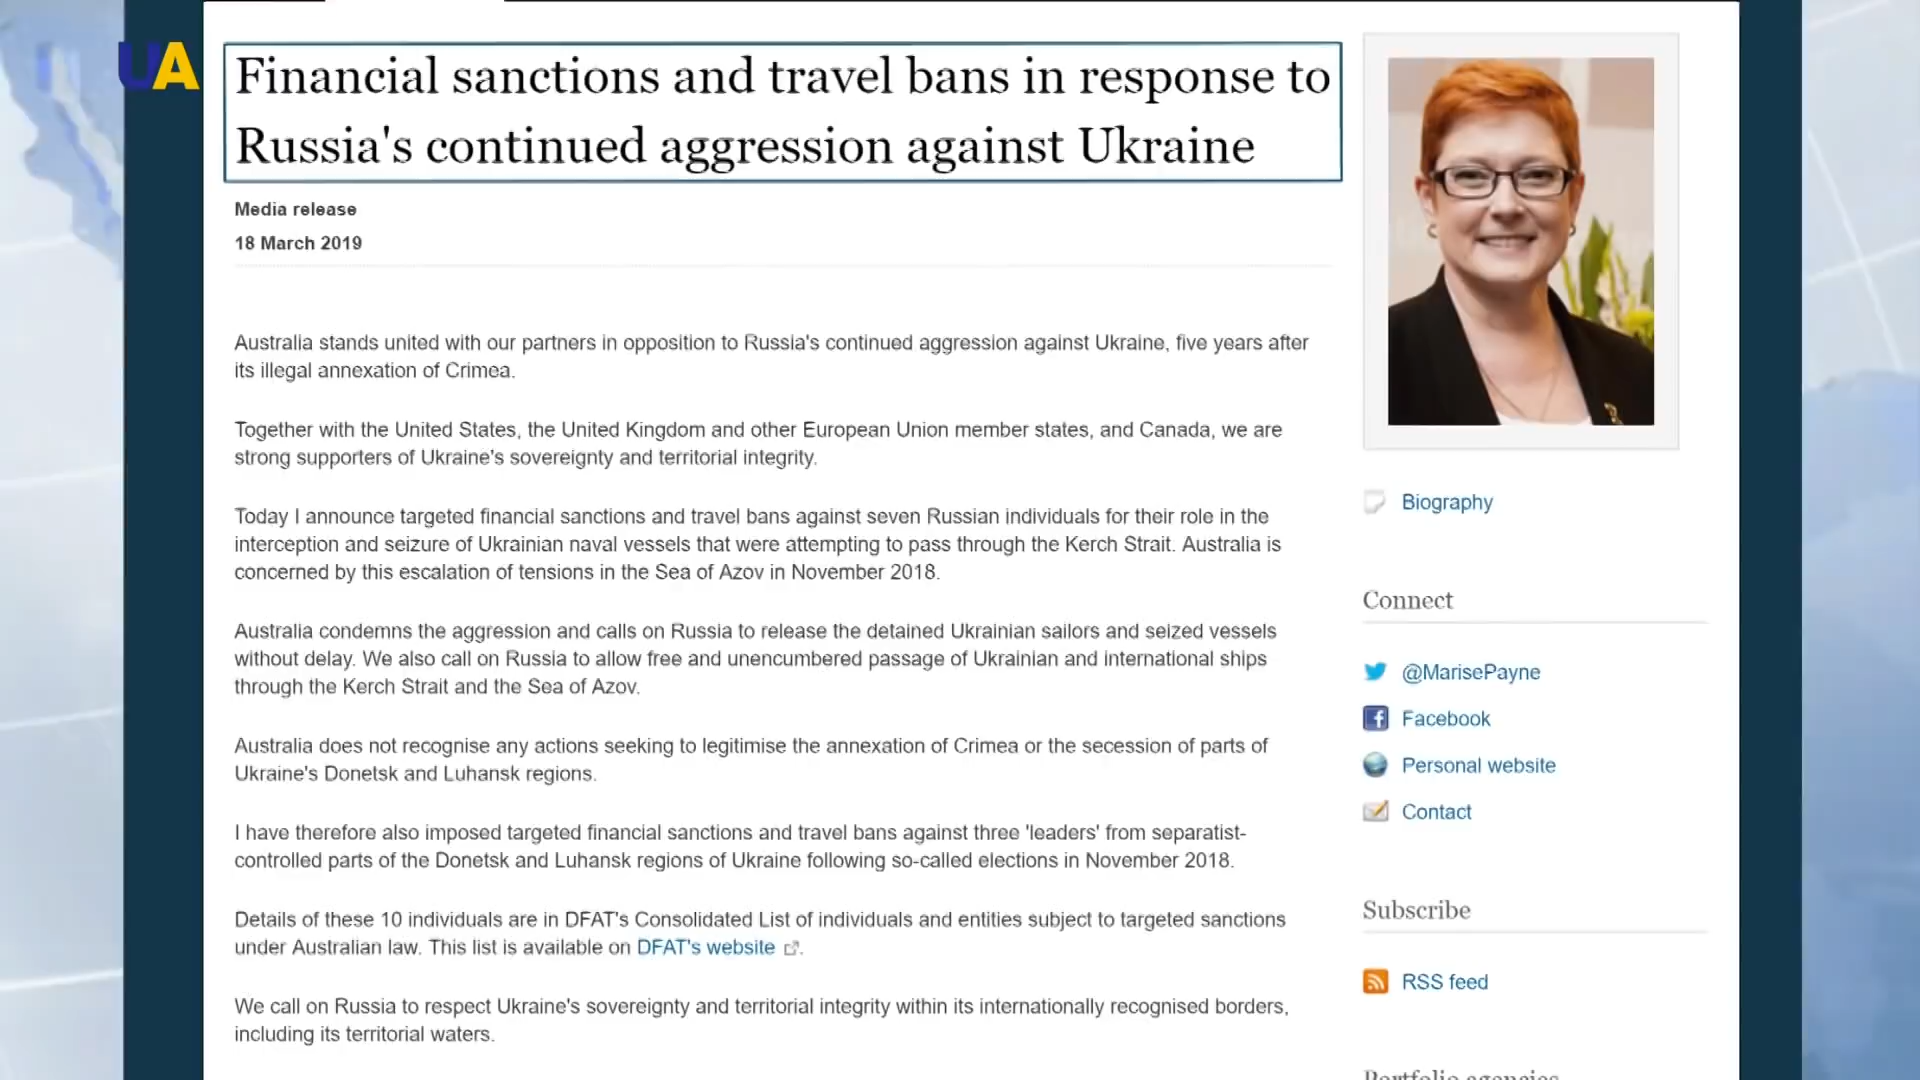 UA
Financial sanctions and travel bans in response to
Russia's continued aggression against Ukraine
Media release
18 March 2019
Australia stands united with our partners in opposition to Russia's continued aggression against Ukraine, five years after
its illegal annexation of Crimea.
Together with the United States, the United Kingdom and other European Union member states, and Canada, we are
strong supporters of Ukraine's sovereignty and territorial integrity.
Today I announce targeted financial sanctions and travel bans against seven Russian individuals for their role in the
interception and seizure of Ukrainian naval vessels that were attempting to pass through the Kerch Strait. Australia is
concerned by this escalation of tensions in the Sea of Azov in November 2018.
Australia condemns the aggression and calls on Russia to release the detained Ukrainian sailors and seized vessels
without delay. We also call on Russia to allow free and unencumbered passage of Ukrainian and international ships
through the Kerch Strait and the Sea of Azov.
Australia does not recognise any actions seeking to legitimise the annexation of Crimea or the secession of parts of
Ukraine's Donetsk and Luhansk regions.
I have therefore also imposed targeted financial sanctions and travel bans against three 'leaders' from separatist-
controlled parts of the Donetsk and Luhansk regions of Ukraine following so-called elections in November 2018.
Details of these 10 individuals are in DFAT's Consolidated List of individuals and entities subject to targeted sanctions
under Australian law. This list is available on DFAT's website.
We call on Russia to respect Ukraine's sovereignty and territorial integrity within its internationally recognised borders,
including its territorial waters.
Biography
Connect
@MarisePayne
Facebook
Personal website
Contact
Subscribe
RSS feed
Portfolio agencies